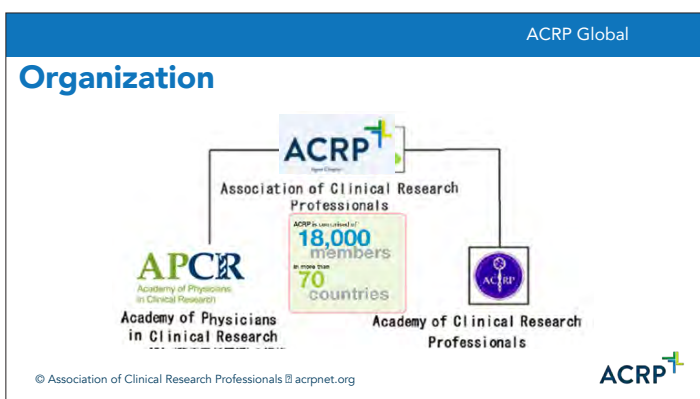 ACRP Global
Organization
ACRP
Association of Clinical Research
Professionals
ACRP is comprised of
18,000
members
in more than
70
countries
APCR
Academy of Physicians
in Clinical Research
Academy of Physicians
in Clinical Research
ACRP
Academy of Clinical Research
Professionals
© Association of Clinical Research Professionals acrpnet.org
ACRP